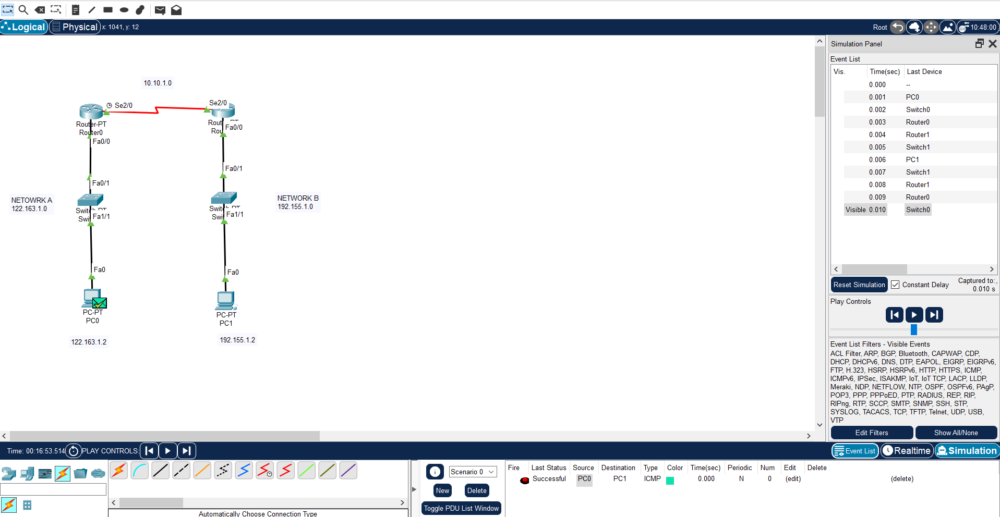 Logical
Physical
x: 1041, y: 12
Root
10:48:00
10.10.1.0
Se2/0
Se2/0
Router-PT
Router0
Fa0/0
Rout
Rou
Fa0/0
Fa0/1
Fa0/1
NETOWRK A
122.163.1.0
NETWORK B
192.155.1.0
Swit
Swi
Fa1/1
Swit
Swi
Fa1/1
Fa0
Fa0
PC-PT
PC0
PC-PT
PC1
122.163.1.2
192.155.1.2
Simulation Panel
Event List
Vis. Time(sec) Last Device
0.000 --
0.001 PC0
0.002 Switch0
0.003 Router0
0.004 Router1
0.005 Switch1
0.006 PC1
0.007 Switch1
0.008 Router1
0.009 Router0
Visible 0.010 Switch0
Reset Simulation
Constant Delay
Captured to:
0.010 s
Play Controls
Event List Filters - Visible Events
ACL Filter, ARP, BGP, Bluetooth, CAPWAP, CDP,
DHCP, DHCPv6, DNS, DTP, EAPOL, EIGRP, EIGRPv6,
FTP, H.323, HSRP, HSRPv6, HTTP, HTTPS, ICMP,
ICMPv6, IPSec, ISAKMP, IoT, IoT TCP, LACP, LLDP,
Meraki, NDP, NETFLOW, NTP, OSPF, OSPFv6, PAgP,
POP3, PPP, PPPoED, PTP, RADIUS, REP, RIP,
RIPng, RTP, SCCP, SMTP, SNMP, SSH, STP,
SYSLOG, TACACS, TCP, TFTP, Telnet, UDP, USB,
VTP
Edit Filters
Show All/None
Time: 00:16:53.514
PLAY CONTROLS:
Event List
Realtime
Simulation
Scenario 0
New
Delete
Toggle PDU List Window
Fire Last Status Source Destination Type Color Time(sec) Periodic Num Edit Delete
Successful PC0 PC1 ICMP 0.000 N 0 (edit) (delete)
Automatically Choose Connection Type